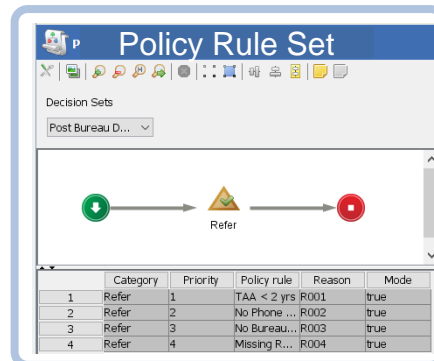 P Policy Rule Set
Decision Sets
Post Bureau D...
Refer
Category Priority Policy rule Reason Mode
1 Refer 1 TAA < 2 yrs R001 true
2 Refer 2 No Phone ... R002 true
3 Refer 3 No Bureau... R003 true
4 Refer 4 Missing R... R004 true